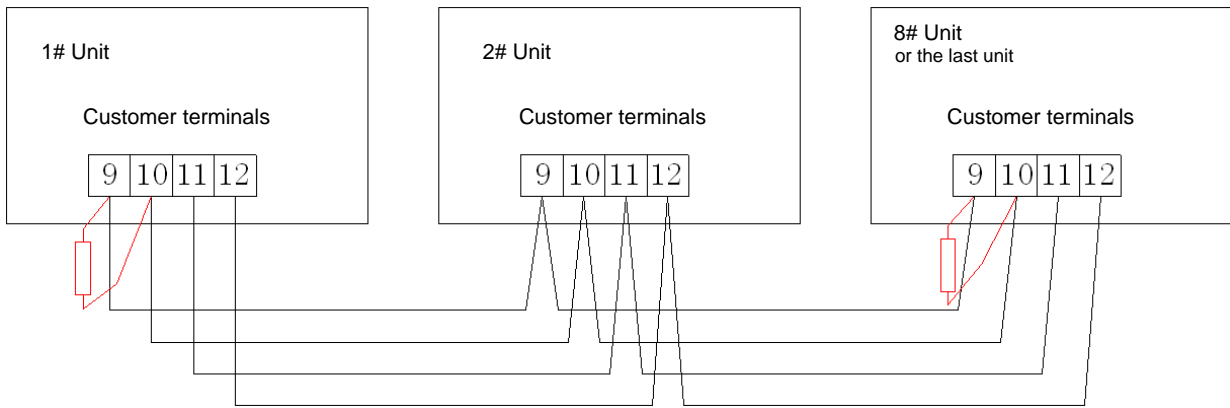 1# Unit
Customer terminals
9 10 11 12
2# Unit
Customer terminals
9 10 11 12
8# Unit
or the last unit
Customer terminals
9 10 11 12